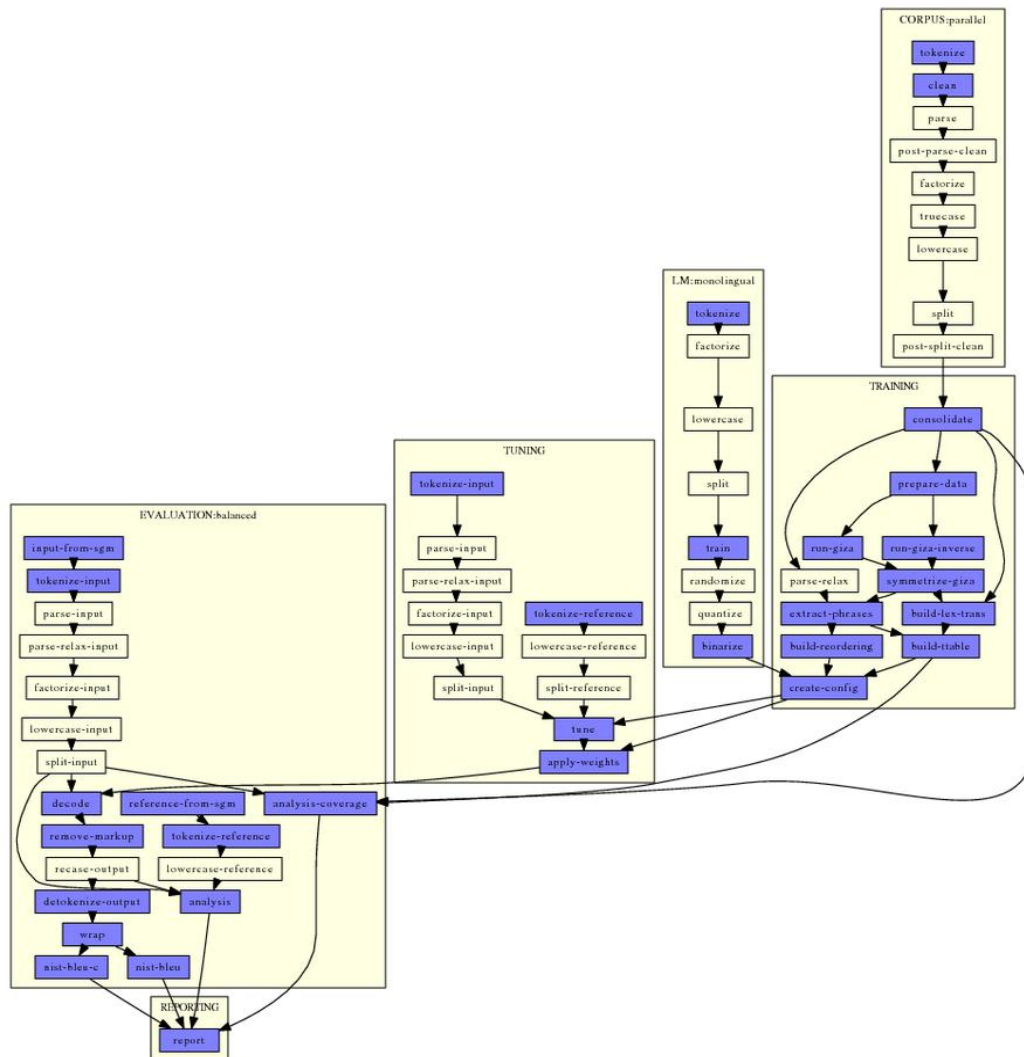 CORPUS:parallel
tokenize
clean
parse
post-parse-clean
factorize
truecase
lowercase
split
post-split-clean
LM:monolingual
tokenize
factorize
lowercase
split
train
randomize
quantize
binarize
TRAINING
consolidate
prepare-data
run-giza
run-giza-inverse
parse-relax
symmetrize-giza
extract-phrases
build-lex-trans
build-reordering
build-ttable
create-config
TUNING
tokenize-input
parse-input
parse-relax-input
factorize-input
tokenize-reference
lowercase-input
lowercase-reference
split-input
split-reference
tune
apply-weights
EVALUATION:balanced
input-from-sgm
tokenize-input
parse-input
parse-relax-input
factorize-input
lowercase-input
split-input
decode
reference-from-sgm
analysis-coverage
remove-markup
tokenize-reference
recase-output
lowercase-reference
detokenize-output
analysis
wrap
nist-bleu-c
nist-bleu
REPORTING
report